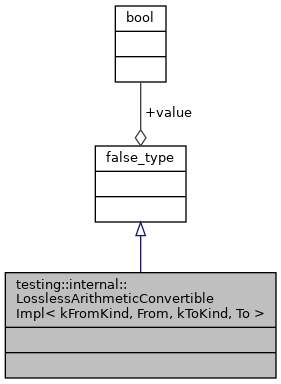 bool
+value
false_type
testing::internal::
LosslessArithmeticConvertible
Impl< kFromKind, From, kToKind, To >